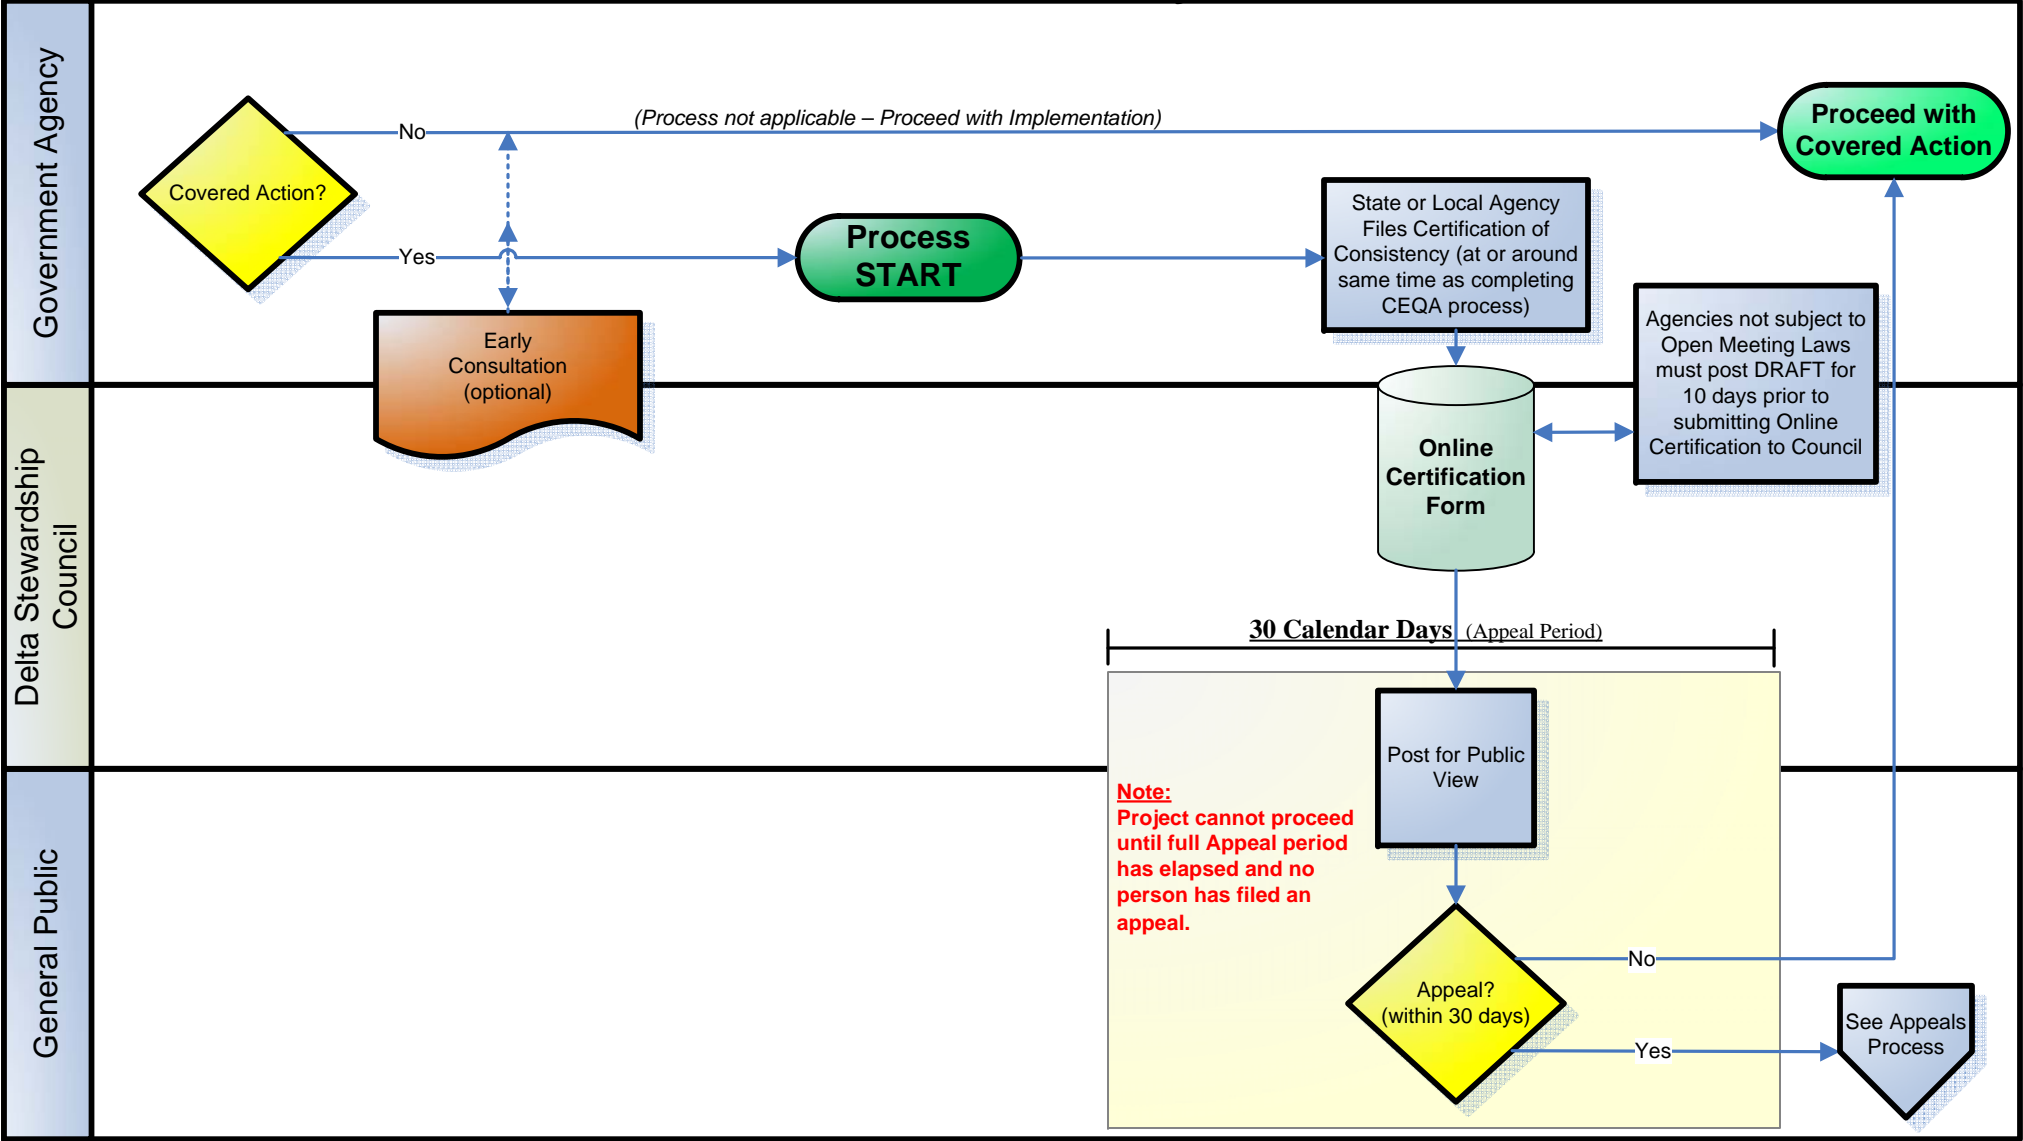 Government Agency
Covered Action?
No
(Process not applicable – Proceed with Implementation)
Proceed with
Covered Action
Yes
Process
START
State or Local Agency
Files Certification of
Consistency (at or around
same time as completing
CEQA process)
Early
Consultation
(optional)
Agencies not subject to
Open Meeting Laws
must post DRAFT for
10 days prior to
submitting Online
Certification to Council
Delta Stewardship
Council
Online
Certification
Form
30 Calendar Days (Appeal Period)
Post for Public
View
Note:
Project cannot proceed
until full Appeal period
has elapsed and no
person has filed an
appeal.
General Public
Appeal?
(within 30 days)
No
Yes
See Appeals
Process